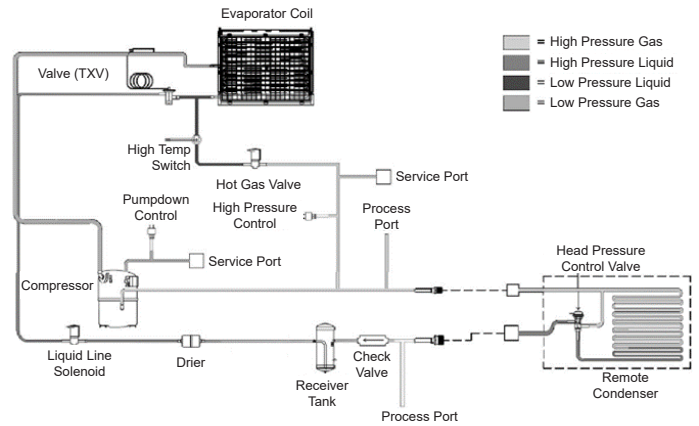 Evaporator Coil
= High Pressure Gas
= High Pressure Liquid
= Low Pressure Liquid
= Low Pressure Gas
Valve (TXV)
High Temp
Switch
Hot Gas Valve
Service Port
Pumpdown
Control
High Pressure
Control
Process
Port
Service Port
Head Pressure
Control Valve
Compressor
Liquid Line
Solenoid
Drier
Receiver
Tank
Check
Valve
Process Port
Remote
Condenser